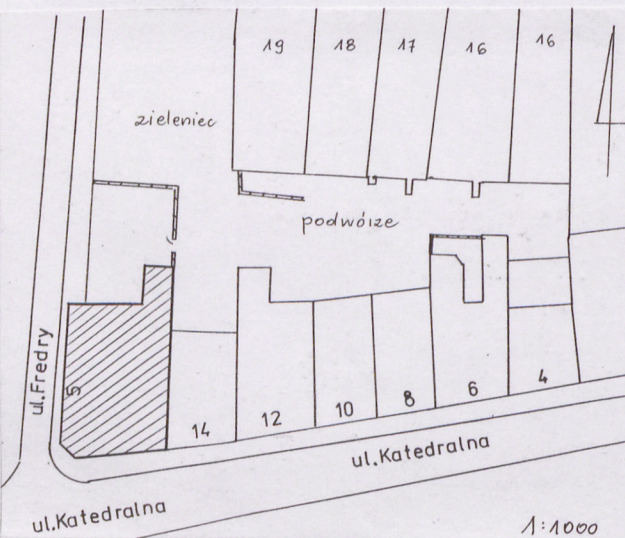 19 18 17 16 16
zieleniec
podwórze
ul.Fredry
5
14 12 10 8 6 4
ul.Katedralna
ul.Katedralna
1:1000